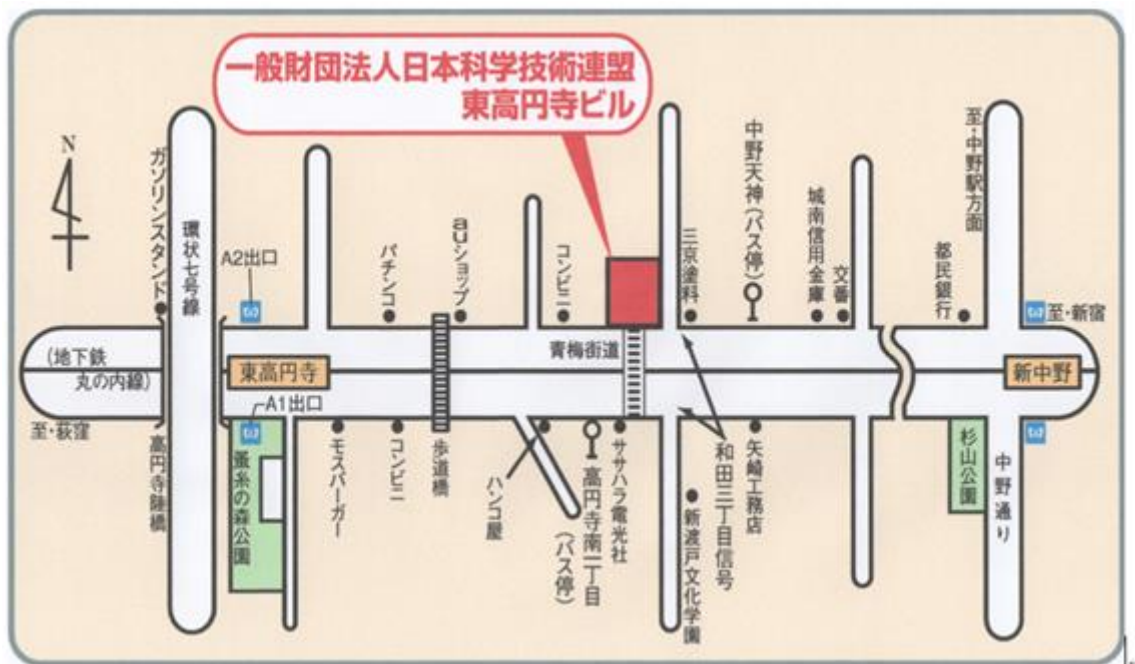 一般財団法人日本科学技術連盟
東高円寺ビル
N
ガソリンスタンド
環状七号線
A2出口
パチンコ
auショップ
コンビニ
三京塗料
中野天神(バス停)
城南信用金庫
交番
都民銀行
至・中野駅方面
至・新宿
(地下鉄
丸の内線)
東高円寺
青梅街道
新中野
至・荻窪
A1出口
高円寺陸橋
蚕糸の森公園
モスバーガー
コンビニ
歩道橋
ハンコ屋
高円寺南一丁目
(バス停)
ササハラ電光社
新渡戸文化学園
和田三丁目信号
矢崎工務店
杉山公園
中野通り